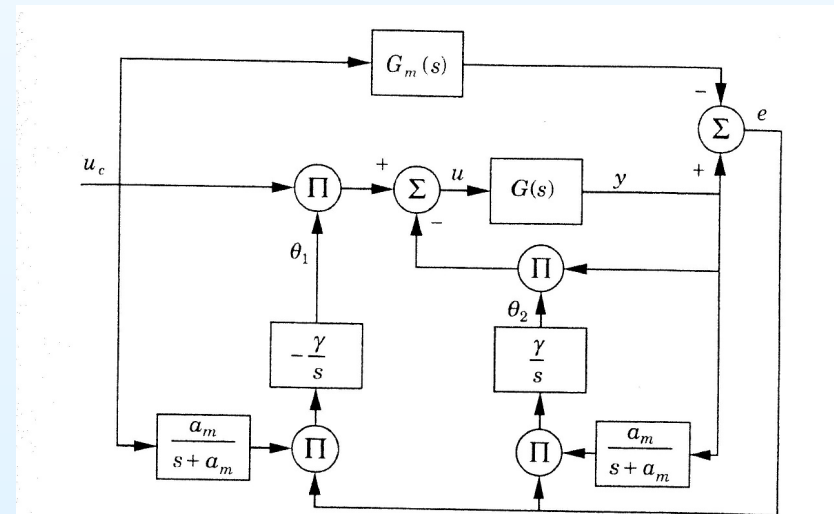 G_m (s)
−
Σ
e
u_c
+
Π
+
Σ
u
G(s)
y
−
θ_1
Π
θ_2
− γ / s
γ / s
a_m / s + a_m
Π
Π
a_m / s + a_m